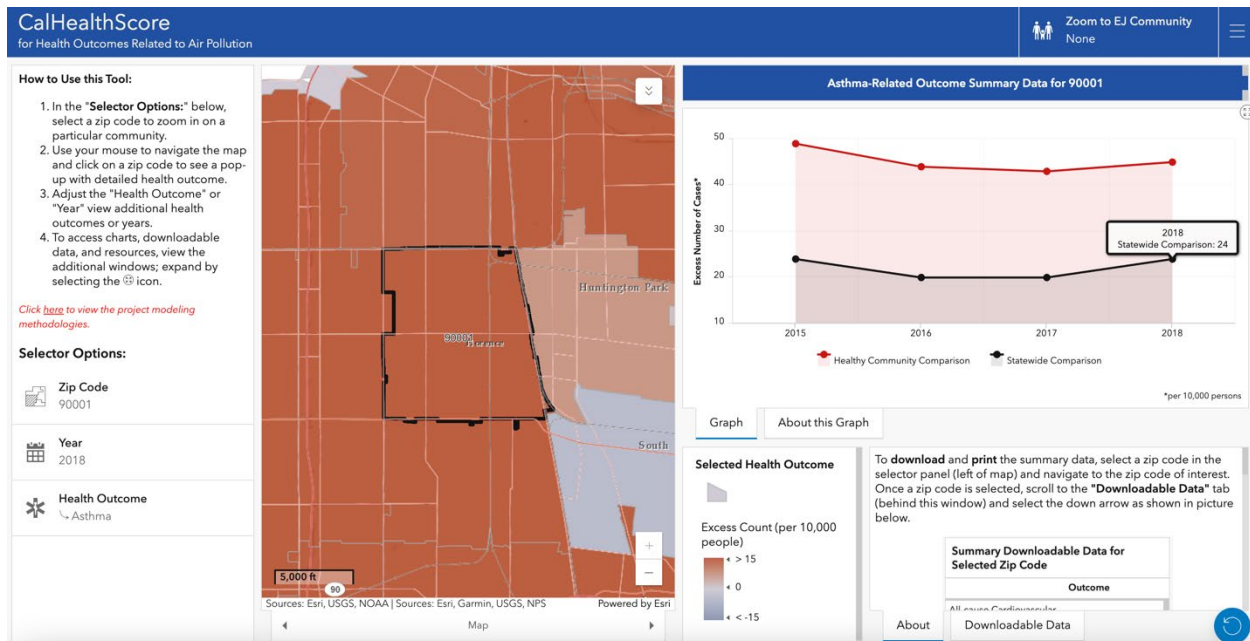 CalHealthScore
for Health Outcomes Related to Air Pollution
Zoom to EJ Community
None
How to Use this Tool:
1. In the "Selector Options:" below,
select a zip code to zoom in on a
particular community.
2. Use your mouse to navigate the map
and click on a zip code to see a pop-
up with detailed health outcome.
3. Adjust the "Health Outcome" or
"Year" view additional health
outcomes or years.
4. To access charts, downloadable
data, and resources, view the
additional windows; expand by
selecting the icon.
Click here to view the project modeling
methodologies.
Selector Options:
Zip Code
90001
Year
2018
Health Outcome
Asthma
Huntington Park
90001
Florence
South
5,000 ft
90
Sources: Esri, USGS, NOAA | Sources: Esri, Garmin, USGS, NPS
Powered by Esri
Map
Asthma-Related Outcome Summary Data for 90001
Excess Number of Cases*
50
40
30
20
10
2018
Statewide Comparison: 24
2015
2016
2017
2018
Healthy Community Comparison
Statewide Comparison
*per 10,000 persons
Graph
About this Graph
Selected Health Outcome
Excess Count (per 10,000
people)
> 15
0
< -15
To download and print the summary data, select a zip code in the
selector panel (left of map) and navigate to the zip code of interest.
Once a zip code is selected, scroll to the "Downloadable Data" tab
(behind this window) and select the down arrow as shown in picture
below.
Summary Downloadable Data for
Selected Zip Code
Outcome
All cause Cardiovascular
About
Downloadable Data